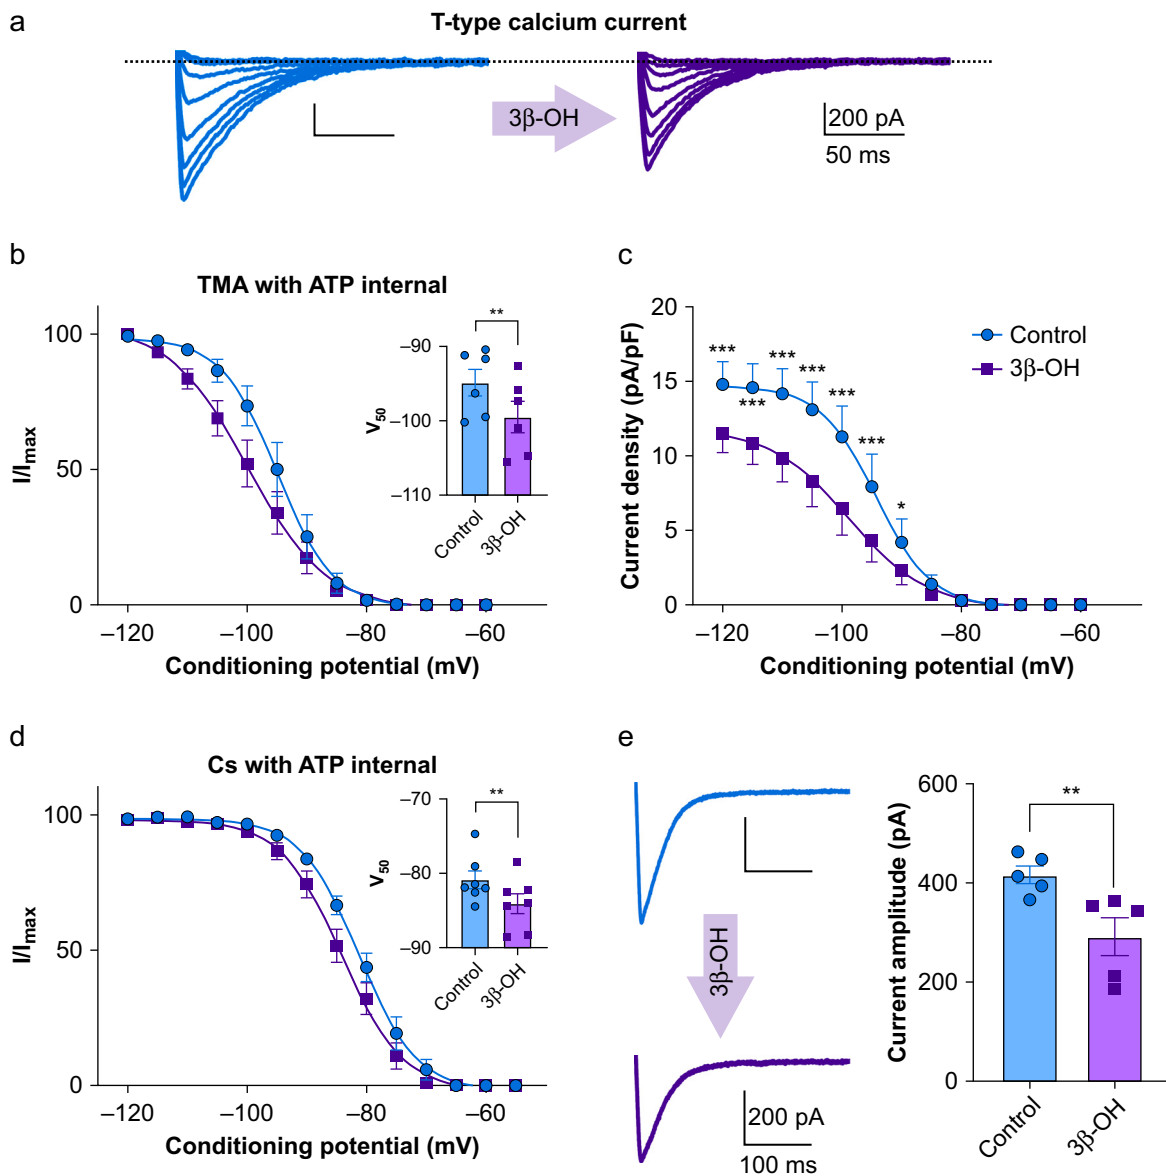 a
T-type calcium current
3β-OH
200 pA
50 ms
b
TMA with ATP internal
I/Imax
100
50
0
–120
–100
–80
–60
Conditioning potential (mV)
V50
–90
–100
–110
**
Control
3β-OH
c
Current density (pA/pF)
20
15
10
5
0
***
***
***
***
***
***
*
Control
3β-OH
–120
–100
–80
–60
Conditioning potential (mV)
d
Cs with ATP internal
I/Imax
100
50
0
–120
–100
–80
–60
Conditioning potential (mV)
V50
–70
–80
–90
**
Control
3β-OH
e
3β-OH
200 pA
100 ms
Current amplitude (pA)
600
400
200
0
**
Control
3β-OH